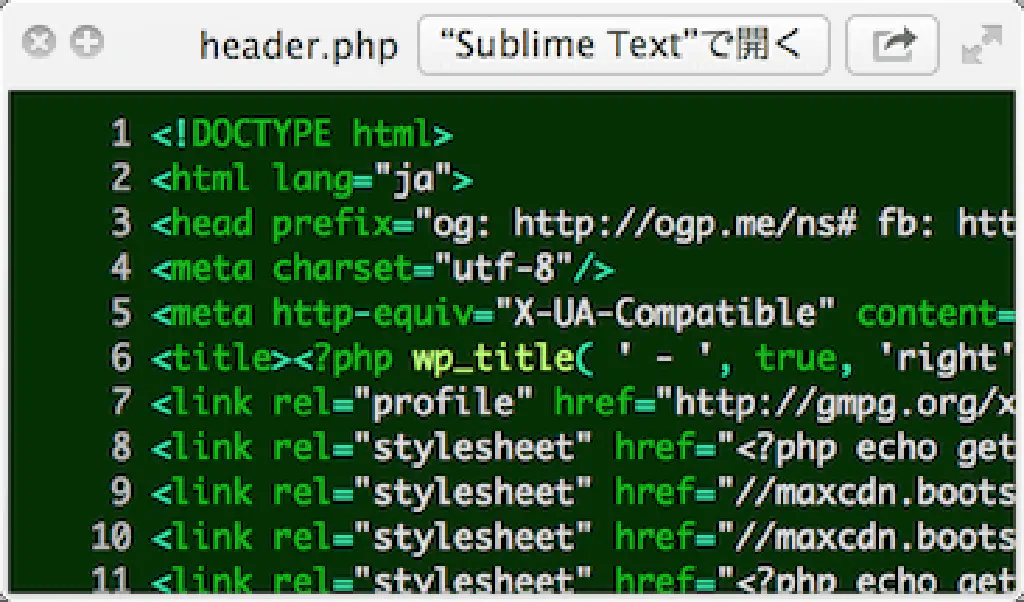 header.php “Sublime Text”で開く
1 <!DOCTYPE html>
2 <html lang="ja">
3 <head prefix="og: http://ogp.me/ns# fb: htt
4 <meta charset="utf-8"/>
5 <meta http-equiv="X-UA-Compatible" content=
6 <title><?php wp_title( ' - ', true, 'right'
7 <link rel="profile" href="http://gmpg.org/x
8 <link rel="stylesheet" href="<?php echo get
9 <link rel="stylesheet" href="//maxcdn.boots
10 <link rel="stylesheet" href="//maxcdn.boots
11 <link rel="stylesheet" href="<?php echo get